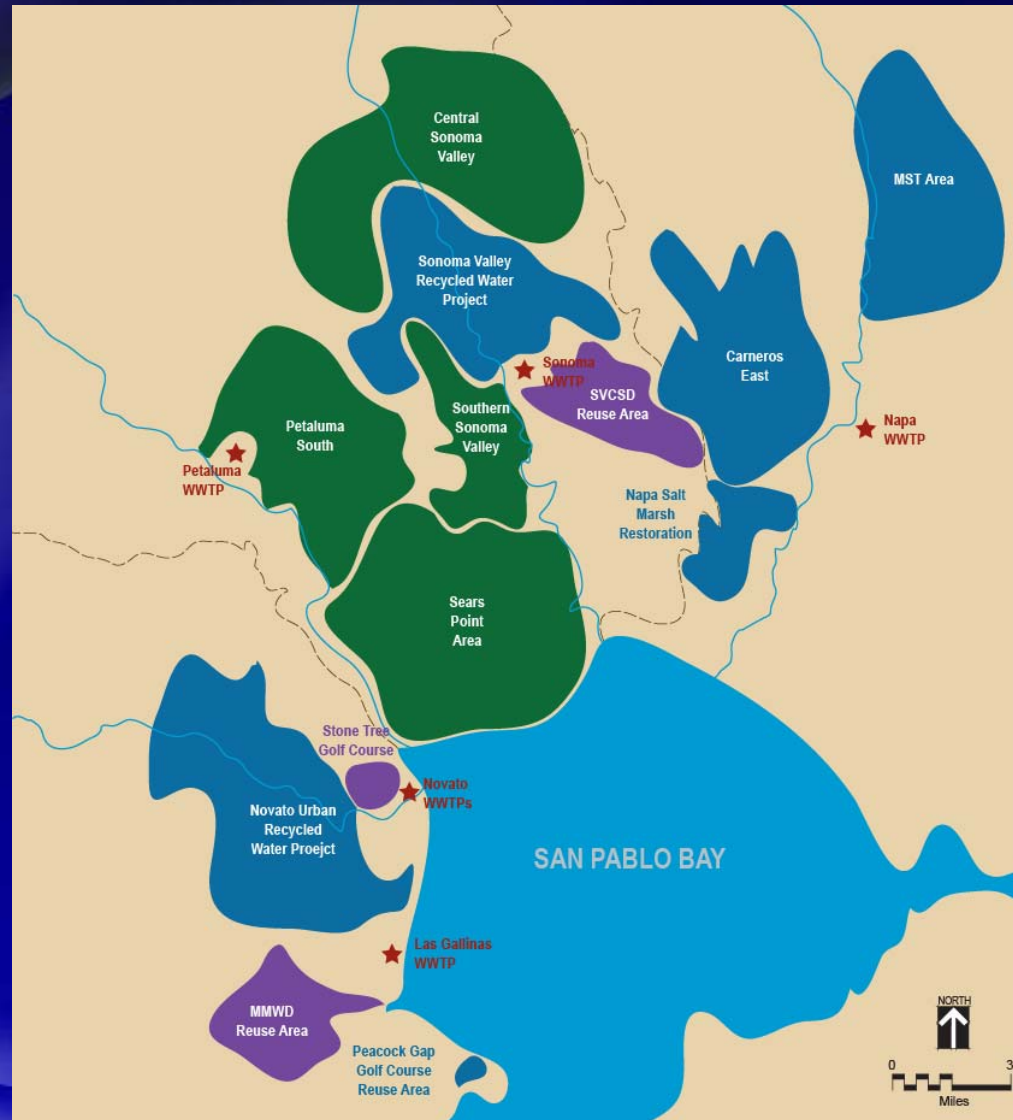 Central
Sonoma
Valley
MST Area
Sonoma Valley
Recycled Water
Project
Carneros
East
Sonoma
WWTP
SVCSD
Reuse Area
Southern
Sonoma
Valley
Petaluma
South
Napa
WWTP
Petaluma
WWTP
Napa Salt
Marsh
Restoration
Sears
Point
Area
Stone Tree
Golf Course
Novato
WWTPs
Novato Urban
Recycled
Water Proejct
SAN PABLO BAY
Las Gallinas
WWTP
MMWD
Reuse Area
Peacock Gap
Golf Course
Reuse Area
NORTH
0 3
Miles